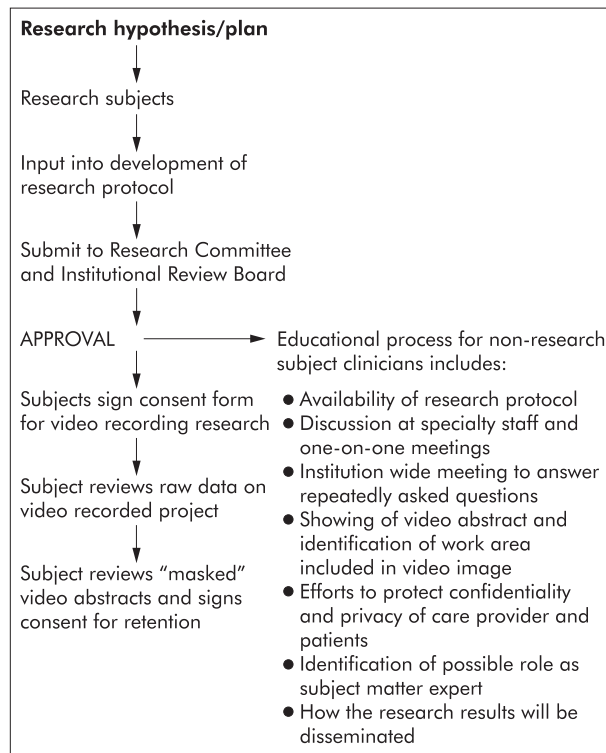 Research hypothesis/plan
Research subjects
Input into development of
research protocol
Submit to Research Committee
and Institutional Review Board
APPROVAL
Subjects sign consent form
for video recording research
Subject reviews raw data on
video recorded project
Subject reviews “masked”
video abstracts and signs
consent for retention
Educational process for non-research
subject clinicians includes:
● Availability of research protocol
● Discussion at specialty staff and
one-on-one meetings
● Institution wide meeting to answer
repeatedly asked questions
● Showing of video abstract and
identification of work area
included in video image
● Efforts to protect confidentiality
and privacy of care provider and
patients
● Identification of possible role as
subject matter expert
● How the research results will be
disseminated